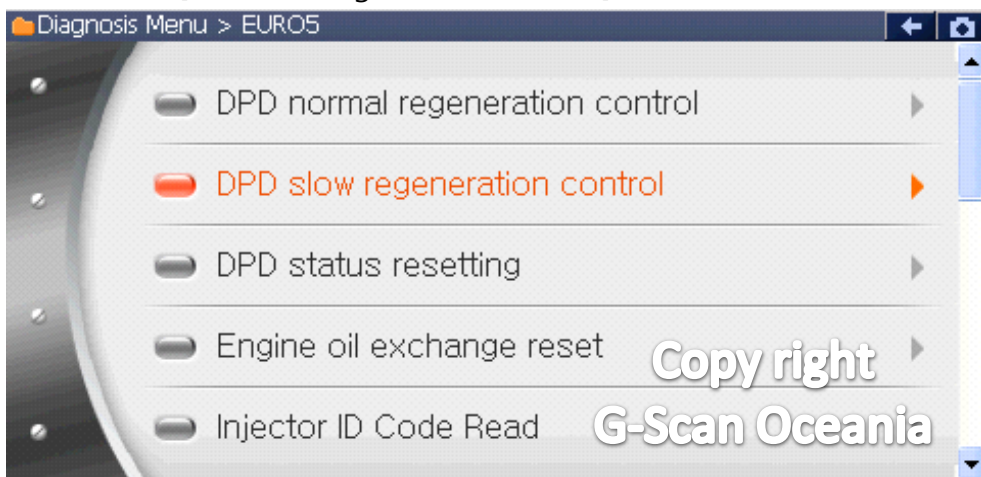 Diagnosis Menu > EURO5
DPD normal regeneration control
DPD slow regeneration control
DPD status resetting
Engine oil exchange reset
Injector ID Code Read
Copy right
G-Scan Oceania